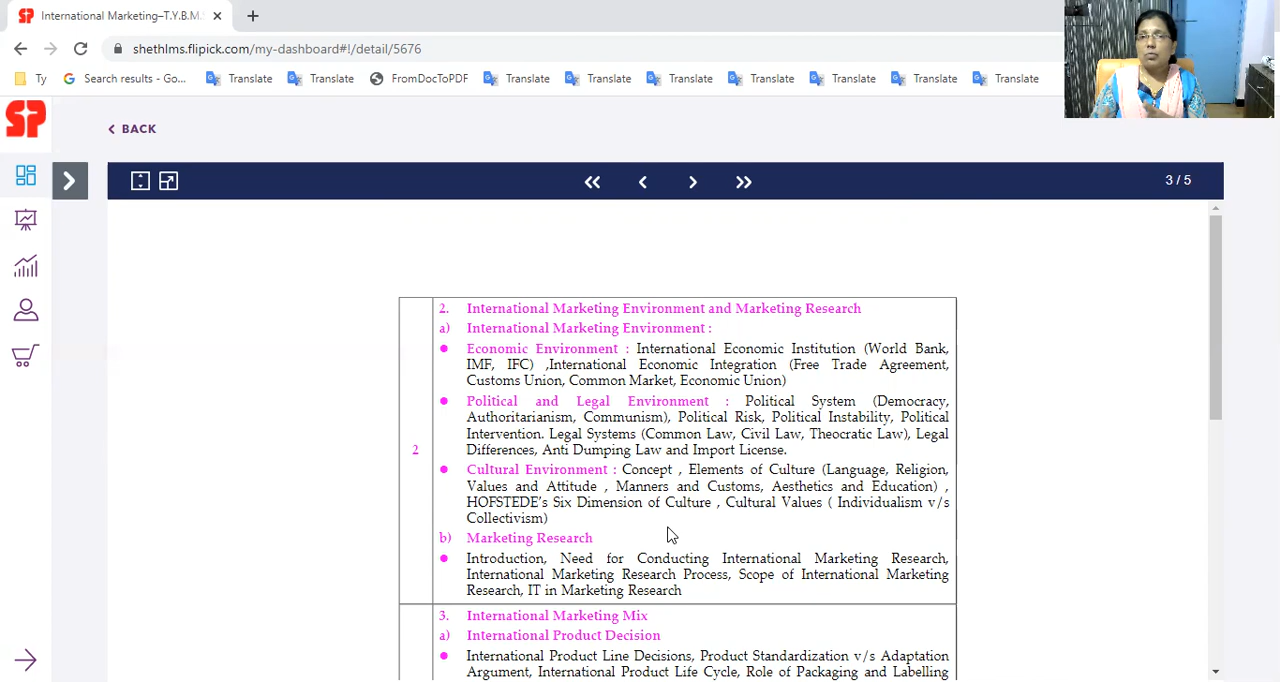 International Marketing–T.Y.B.M.S
shethlms.flipick.com/my-dashboard#!/detail/5676
Ty
Search results - Go...
Translate
Translate
FromDocToPDF
Translate
Translate
Translate
Translate
Translate
Translate
Translate
SP
BACK
3 / 5
2
2. International Marketing Environment and Marketing Research
a) International Marketing Environment :
● Economic Environment : International Economic Institution (World Bank,
IMF, IFC) ,International Economic Integration (Free Trade Agreement,
Customs Union, Common Market, Economic Union)
● Political and Legal Environment : Political System (Democracy,
Authoritarianism, Communism), Political Risk, Political Instability, Political
Intervention. Legal Systems (Common Law, Civil Law, Theocratic Law), Legal
Differences, Anti Dumping Law and Import License.
● Cultural Environment : Concept , Elements of Culture (Language, Religion,
Values and Attitude , Manners and Customs, Aesthetics and Education) ,
HOFSTEDE's Six Dimension of Culture , Cultural Values ( Individualism v/s
Collectivism)
b) Marketing Research
● Introduction, Need for Conducting International Marketing Research,
International Marketing Research Process, Scope of International Marketing
Research, IT in Marketing Research
3. International Marketing Mix
a) International Product Decision
● International Product Line Decisions, Product Standardization v/s Adaptation
Argument, International Product Life Cycle, Role of Packaging and Labelling